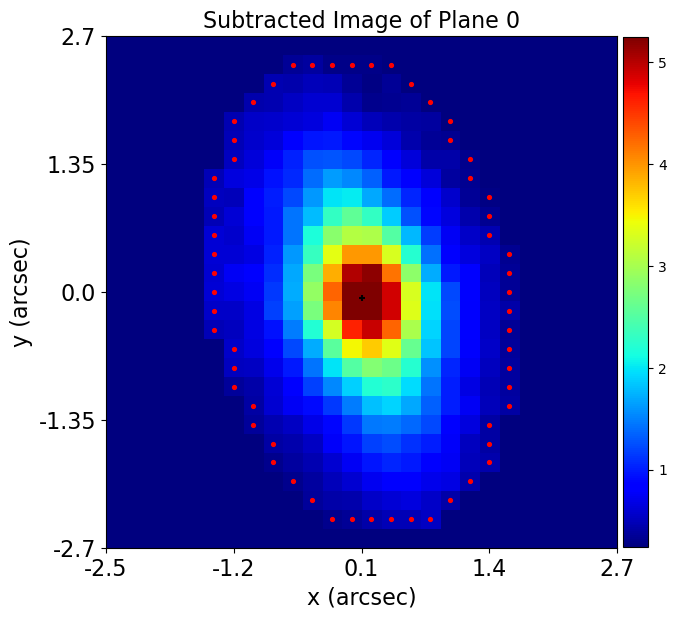 Subtracted Image of Plane 0
2.7
1.35
0.0
-1.35
-2.7
y (arcsec)
-2.5 -1.2 0.1 1.4 2.7
x (arcsec)
5
4
3
2
1